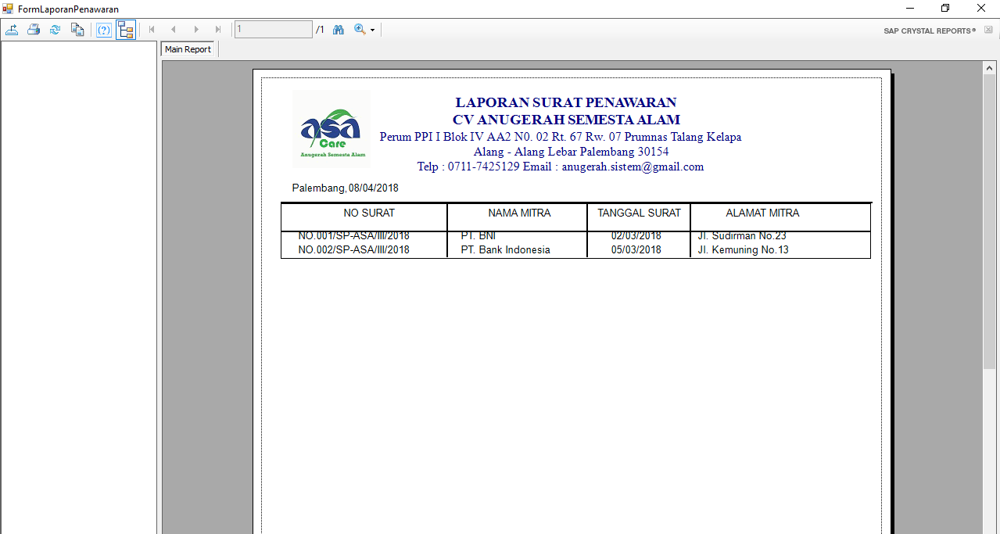 FormLaporanPenawaran
1 /1
SAP CRYSTAL REPORTS®
Main Report
asa
Care
Anugerah Semesta Alam
LAPORAN SURAT PENAWARAN
CV ANUGERAH SEMESTA ALAM
Perum PPI I Blok IV AA2 N0. 02 Rt. 67 Rw. 07 Prumnas Talang Kelapa
Alang - Alang Lebar Palembang 30154
Telp : 0711-7425129 Email : anugerah.sistem@gmail.com
Palembang, 08/04/2018
NO SURAT NAMA MITRA TANGGAL SURAT ALAMAT MITRA
NO.001/SP-ASA/III/2018 PT. BNI 02/03/2018 Jl. Sudirman No.23
NO.002/SP-ASA/III/2018 PT. Bank Indonesia 05/03/2018 Jl. Kemuning No.13